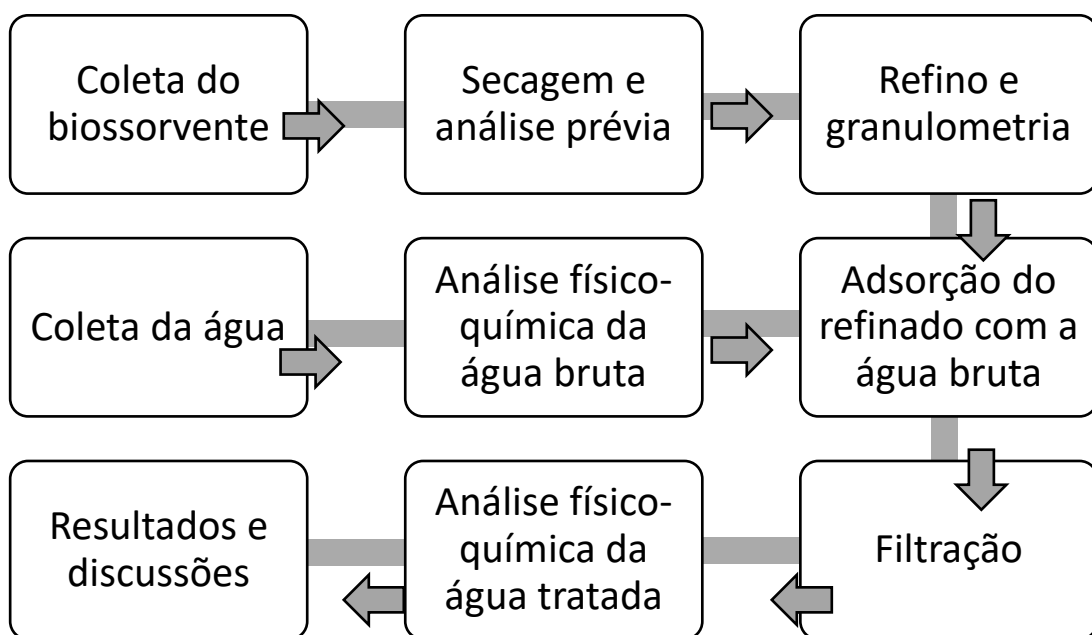 Coleta do
biossorvente
Secagem e
análise prévia
Refino e
granulometria
Coleta da água
Análise físico-
química da
água bruta
Adsorção do
refinado com a
água bruta
Resultados e
discussões
Análise físico-
química da
água tratada
Filtração